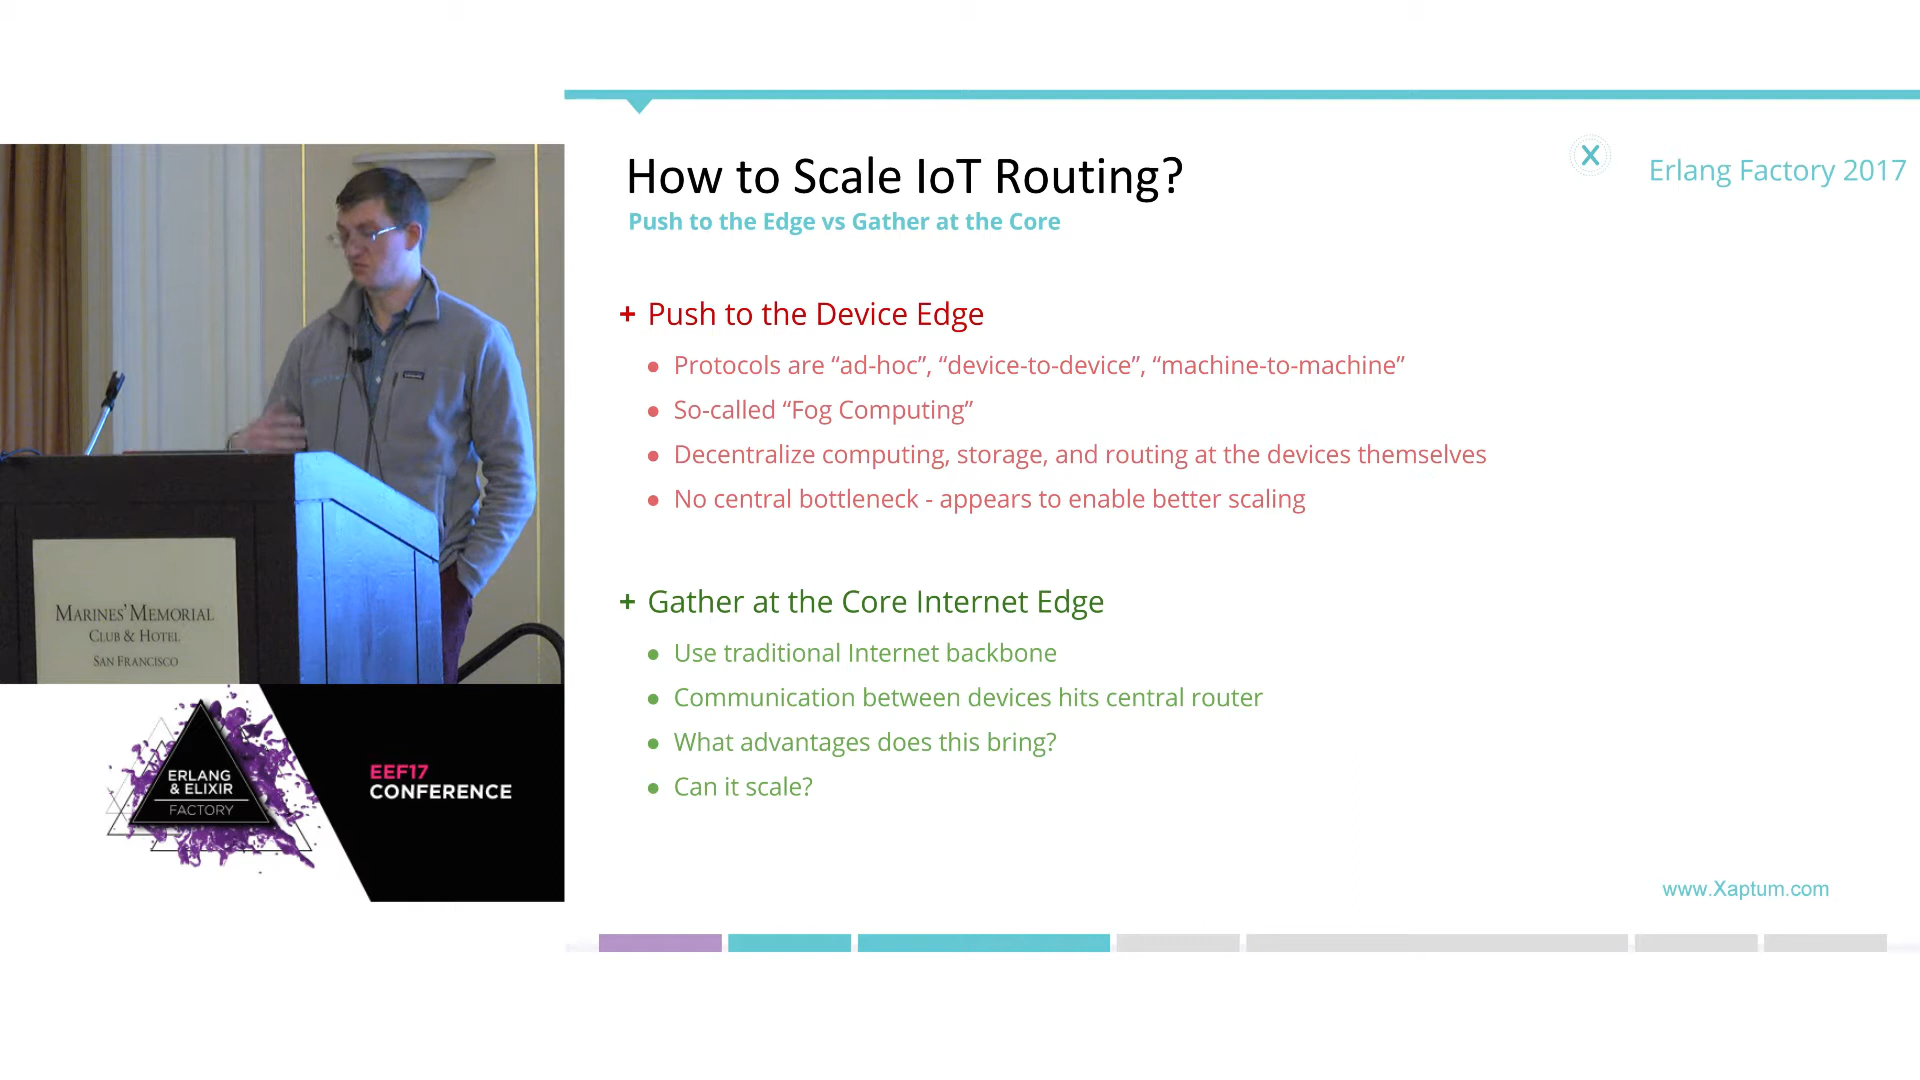 How to Scale IoT Routing?
Push to the Edge vs Gather at the Core
X
Erlang Factory 2017
+ Push to the Device Edge
● Protocols are “ad-hoc”, “device-to-device”, “machine-to-machine”
● So-called “Fog Computing”
● Decentralize computing, storage, and routing at the devices themselves
● No central bottleneck - appears to enable better scaling
+ Gather at the Core Internet Edge
● Use traditional Internet backbone
● Communication between devices hits central router
● What advantages does this bring?
● Can it scale?
www.Xaptum.com
MARINES’ MEMORIAL
CLUB & HOTEL
SAN FRANCISCO
ERLANG
& ELIXIR
FACTORY
EEF17
CONFERENCE